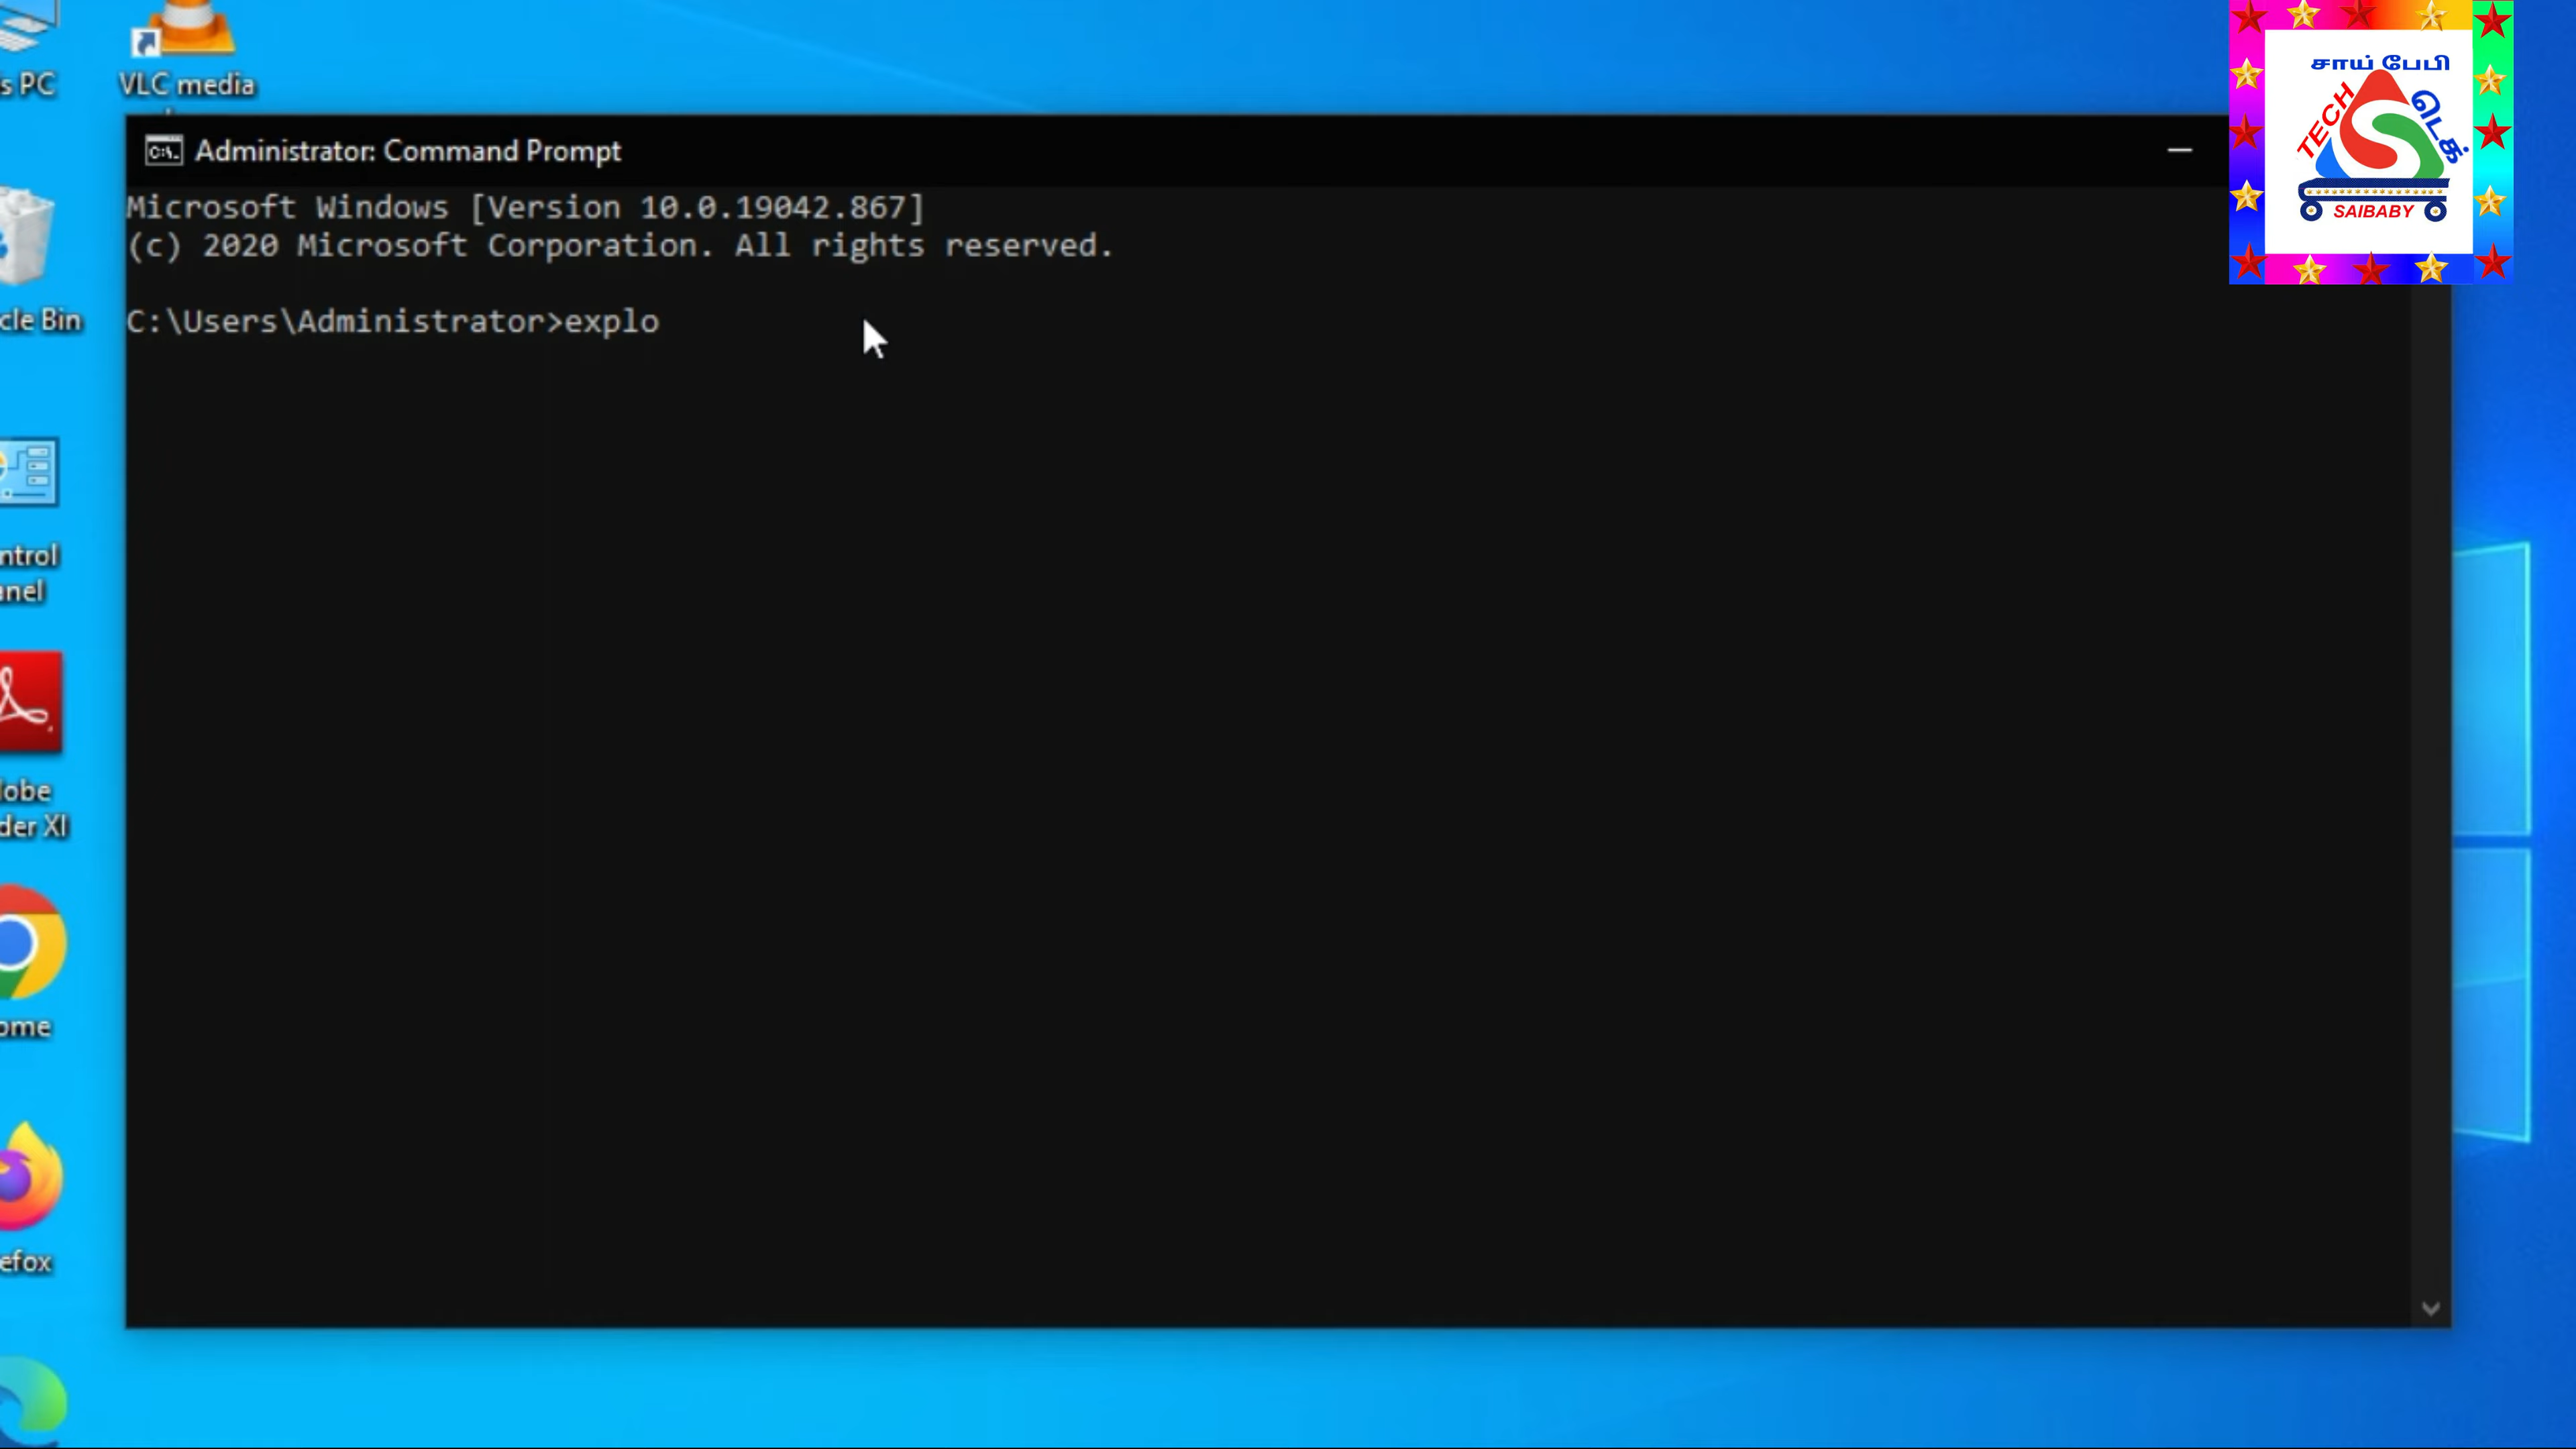 s PC
VLC media
Administrator: Command Prompt
Microsoft Windows [Version 10.0.19042.867]
(c) 2020 Microsoft Corporation. All rights reserved.
C:\Users\Administrator>explo
cle Bin
ntrol
anel
lobe
der XI
ome
efox
சாய் பேபி
TECH
டெக்
SAIBABY